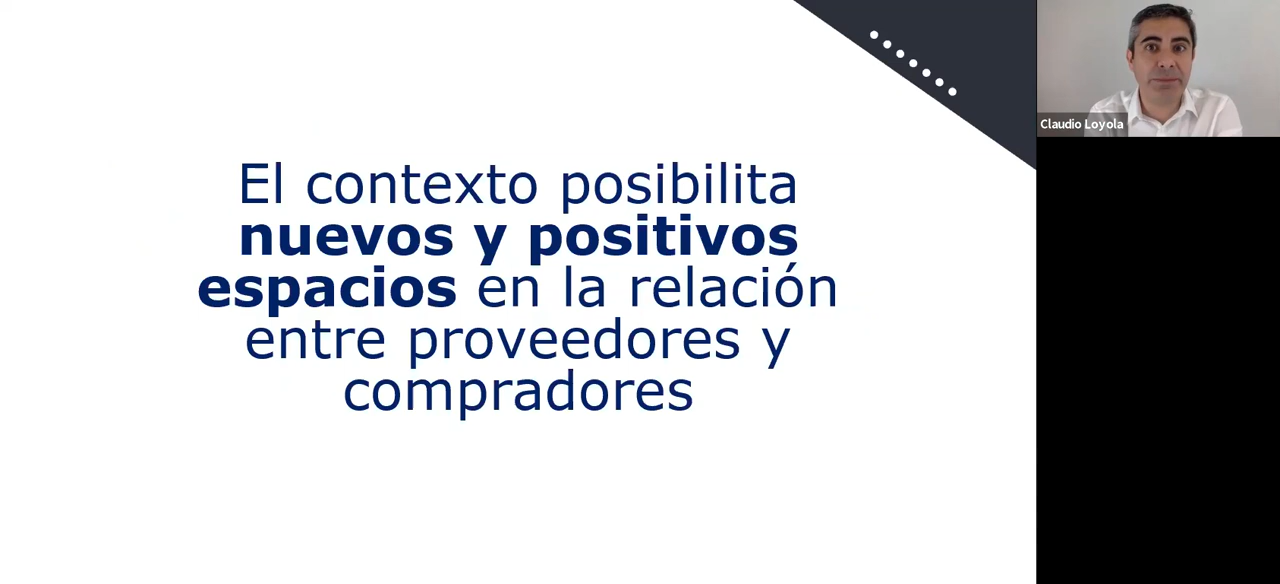 El contexto posibilita
nuevos y positivos
espacios en la relación
entre proveedores y
compradores
Claudio Loyola